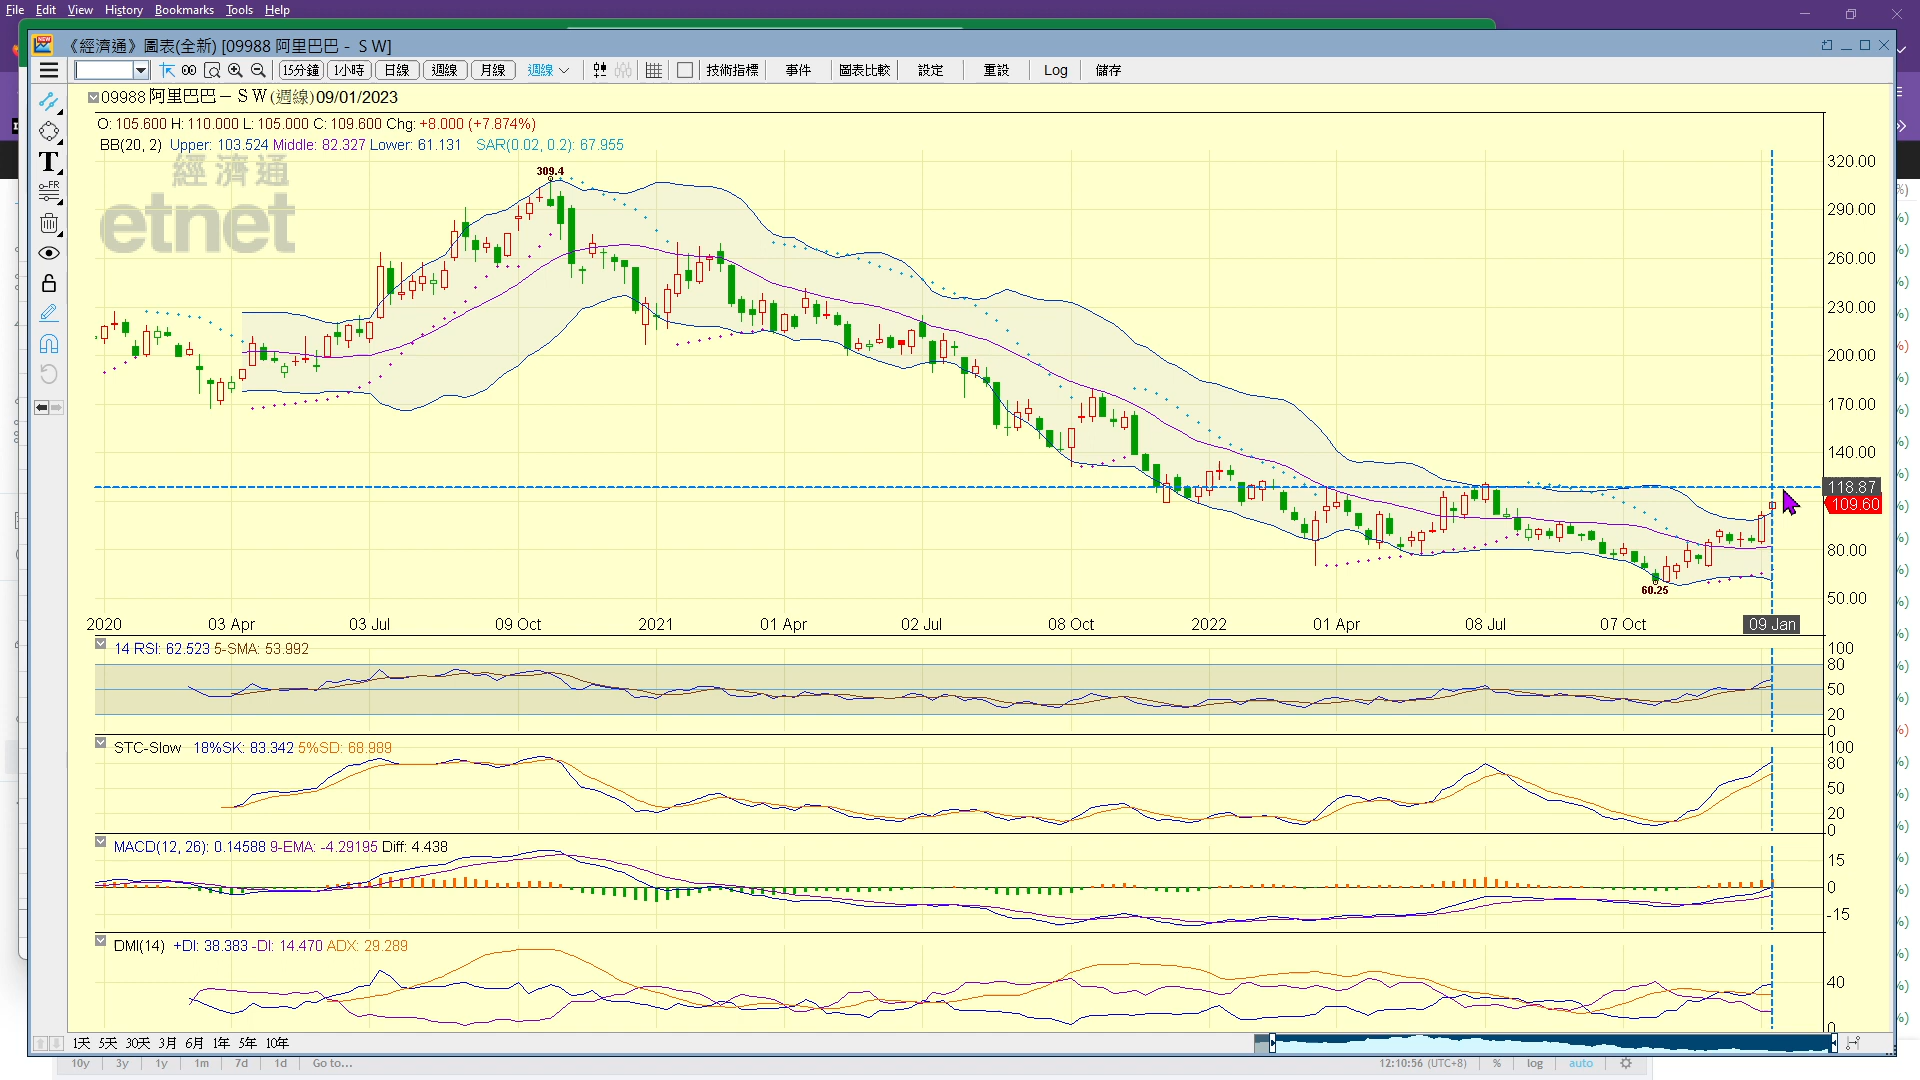 File Edit View History Bookmarks Tools Help
《經濟通》圖表(全新) [09988 阿里巴巴 - ＳＷ]
15分鐘 1小時 日線 週線 月線 週線 技術指標 事件 圖表比較 設定 重設 Log 儲存
09988 阿里巴巴－ＳＷ(週線) 09/01/2023
O: 105.600 H: 110.000 L: 105.000 C: 109.600 Chg: +8.000 (+7.874%)
BB(20, 2) Upper: 103.524 Middle: 82.327 Lower: 61.131 SAR(0.02, 0.2): 67.955
經濟通
etnet
T
FR
309.4
60.25
320.00
290.00
260.00
230.00
200.00
170.00
140.00
118.87
109.60
80.00
50.00
2020 03 Apr 03 Jul 09 Oct 2021 01 Apr 02 Jul 08 Oct 2022 01 Apr 08 Jul 07 Oct 09 Jan
14 RSI: 62.523 5-SMA: 53.992
100
80
50
20
0
STC-Slow 18%SK: 83.342 5%SD: 68.989
100
80
50
20
0
MACD(12, 26): 0.14588 9-EMA: -4.29195 Diff: 4.438
15
0
-15
DMI(14) +DI: 38.383 -DI: 14.470 ADX: 29.289
40
0
1天 5天 30天 3月 6月 1年 5年 10年
10y 3y 1y 1m 7d 1d Go to... 12:10:56 (UTC+8) % log auto